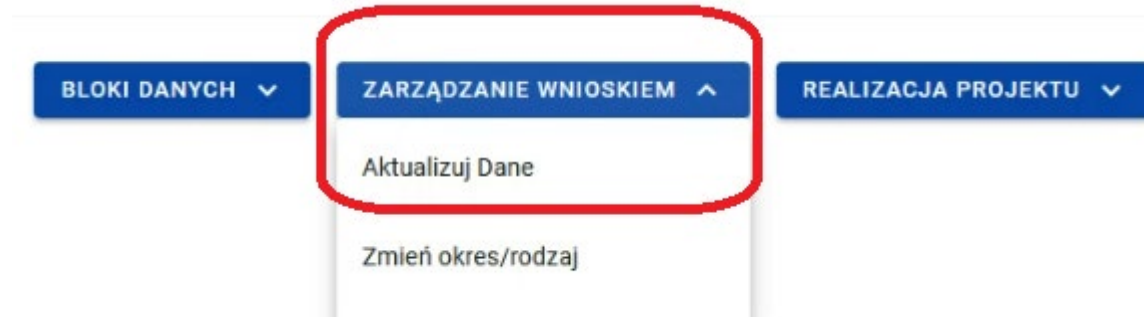 BLOKI DANYCH
ZARZĄDZANIE WNIOSKIEM
REALIZACJA PROJEKTU
Aktualizuj Dane
Zmień okres/rodzaj